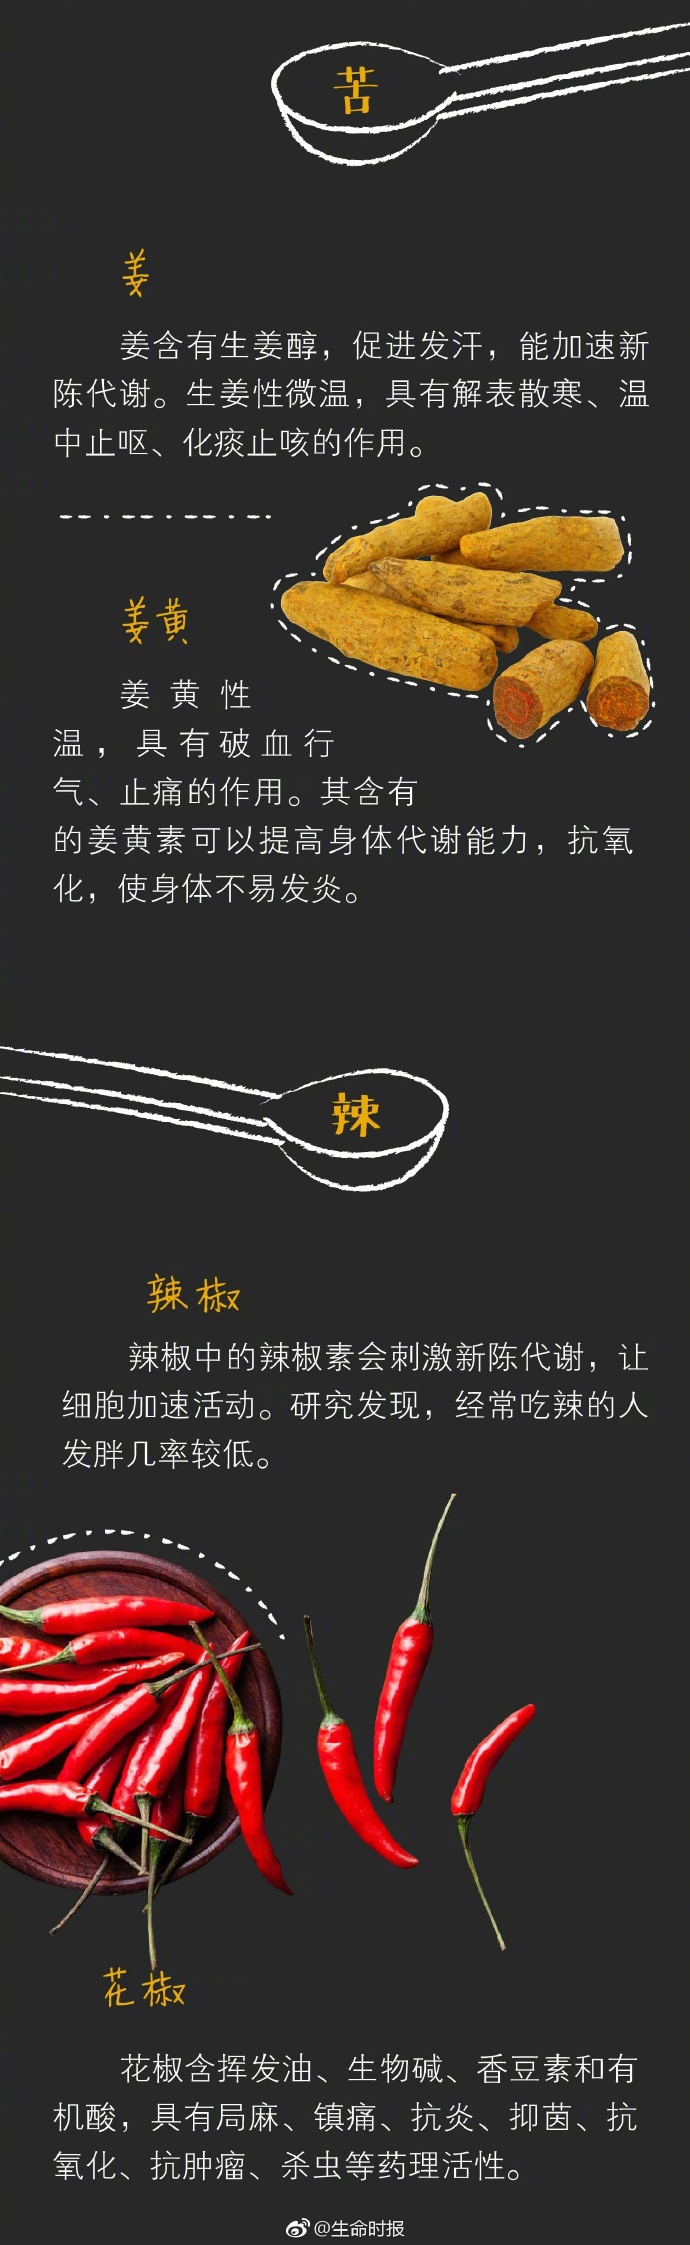 苦
姜
姜含有生姜醇，促进发汗，能加速新
陈代谢。生姜性微温，具有解表散寒、温
中止呕、化痰止咳的作用。
姜黄
姜黄性
温，具有破血行
气、止痛的作用。其含有
的姜黄素可以提高身体代谢能力，抗氧
化，使身体不易发炎。
辣
辣椒
辣椒中的辣椒素会刺激新陈代谢，让
细胞加速活动。研究发现，经常吃辣的人
发胖几率较低。
花椒
花椒含挥发油、生物碱、香豆素和有
机酸，具有局麻、镇痛、抗炎、抑菌、抗
氧化、抗肿瘤、杀虫等药理活性。
@生命时报